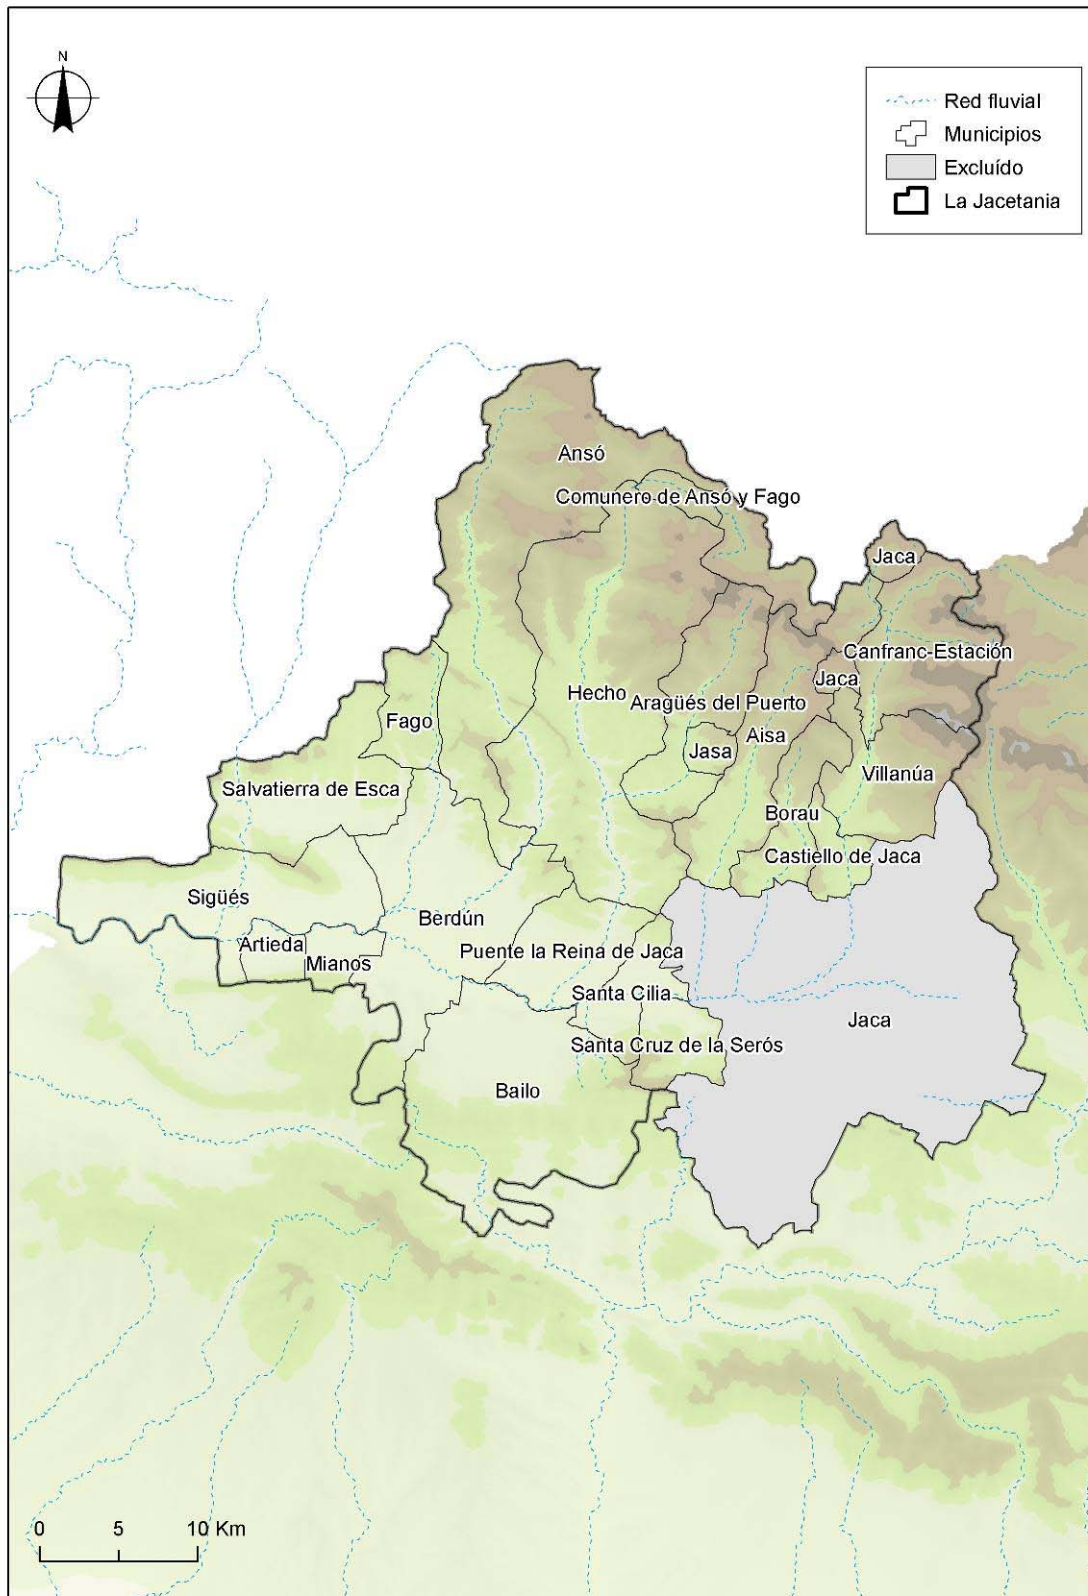 N
Red fluvial
Municipios
Excluído
La Jacetania
Ansó
Comunero de Ansó y Fago
Jaca
Canfranc-Estación
Jaca
Hecho
Aragüés del Puerto
Fago
Aisa
Jasa
Villanúa
Salvatierra de Esca
Borau
Castiello de Jaca
Sigüés
Berdún
Artieda
Puente la Reina de Jaca
Mianos
Santa Cilia
Jaca
Santa Cruz de la Serós
Bailo
0 5 10 Km